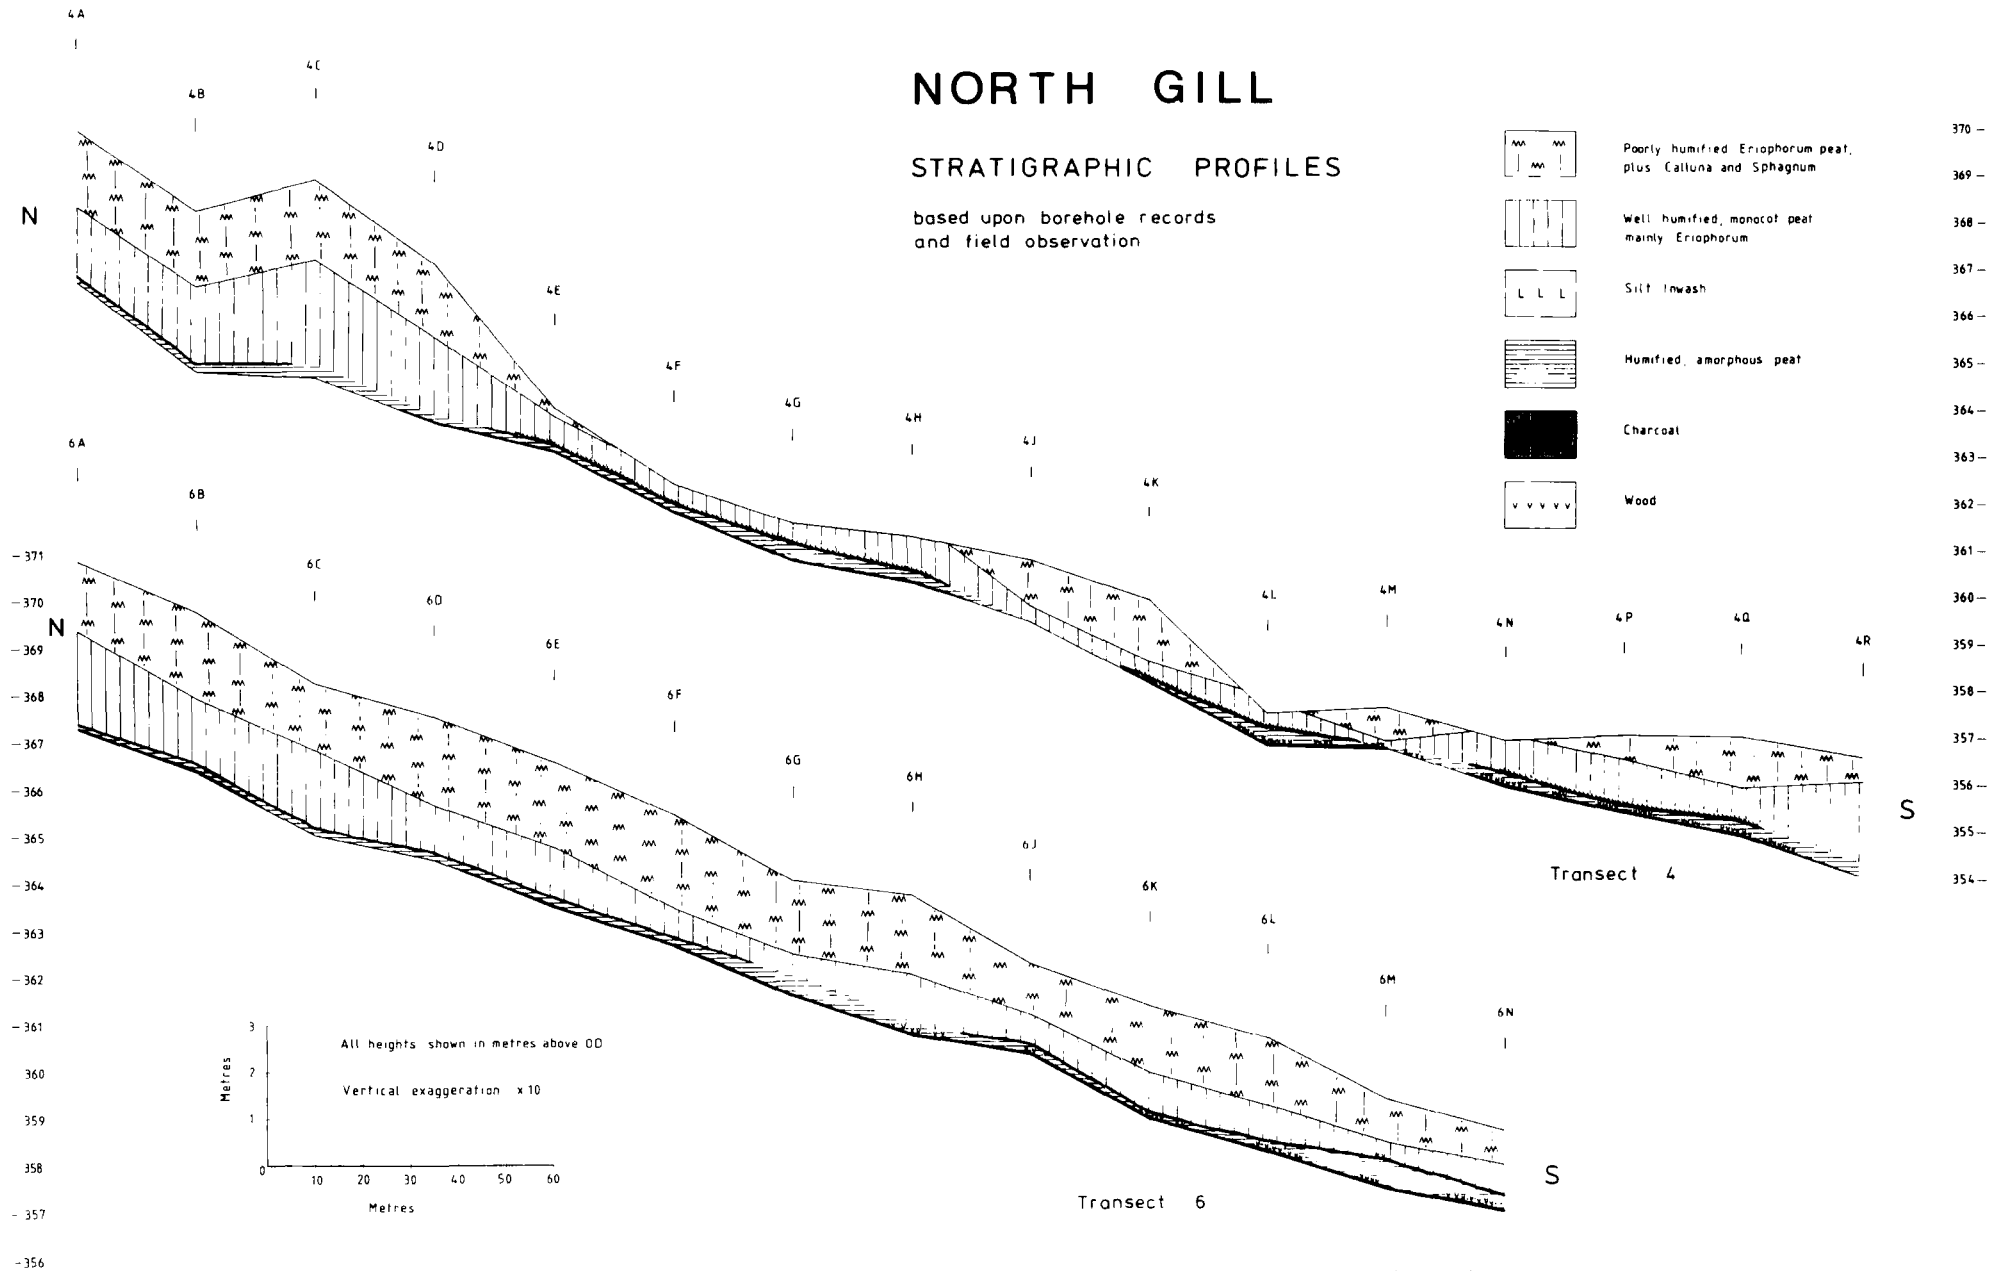 NORTH GILL
STRATIGRAPHIC PROFILES
based upon borehole records
and field observation
4A
4B
4C
4D
4E
4F
4G
4H
4J
4K
4L
4M
4N
4P
4Q
4R
N
S
Transect 4
Poorly humified Eriophorum peat,
plus Calluna and Sphagnum
Well humified, monocot peat
mainly Eriophorum
Silt Inwash
Humified, amorphous peat
Charcoal
Wood
370
369
368
367
366
365
364
363
362
361
360
359
358
357
356
355
354
6A
6B
6C
6D
6E
6F
6G
6H
6J
6K
6L
6M
6N
N
S
Transect 6
371
370
369
368
367
366
365
364
363
362
361
360
359
358
357
356
All heights shown in metres above OD
Vertical exaggeration x10
Metres
3
2
1
0
10 20 30 40 50 60
Metres